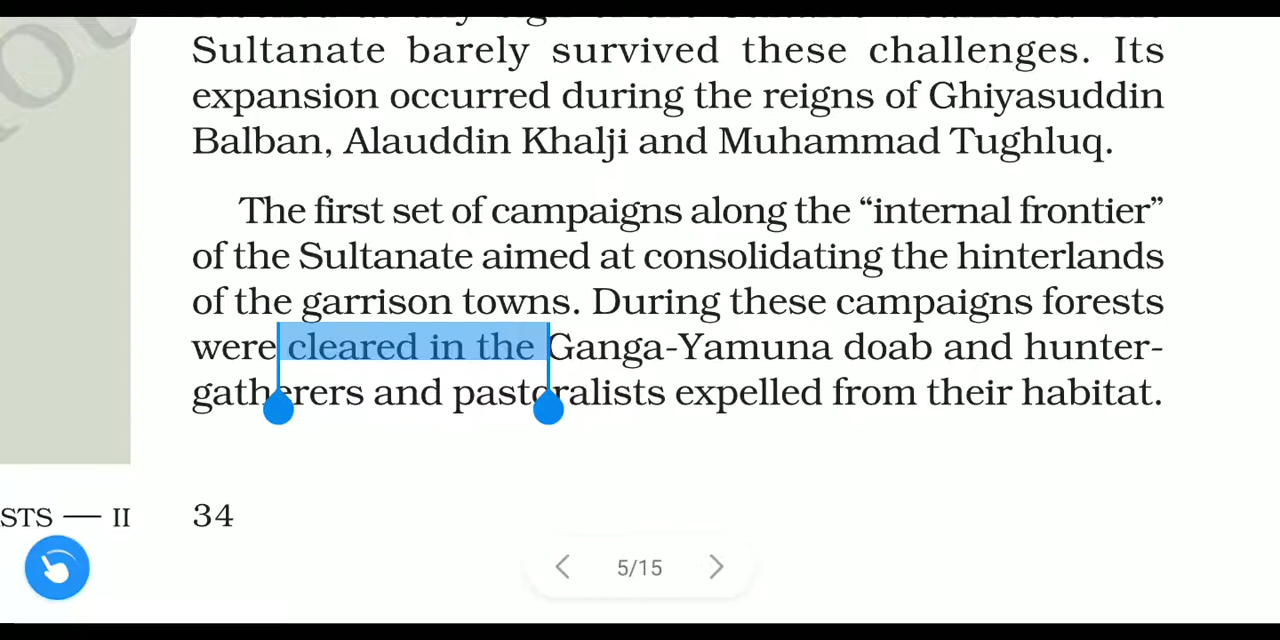 Sultanate barely survived these challenges. Its
expansion occurred during the reigns of Ghiyasuddin
Balban, Alauddin Khalji and Muhammad Tughluq.
The first set of campaigns along the “internal frontier”
of the Sultanate aimed at consolidating the hinterlands
of the garrison towns. During these campaigns forests
were cleared in the Ganga-Yamuna doab and hunter-
gatherers and pastoralists expelled from their habitat.
STS — II 34
5/15